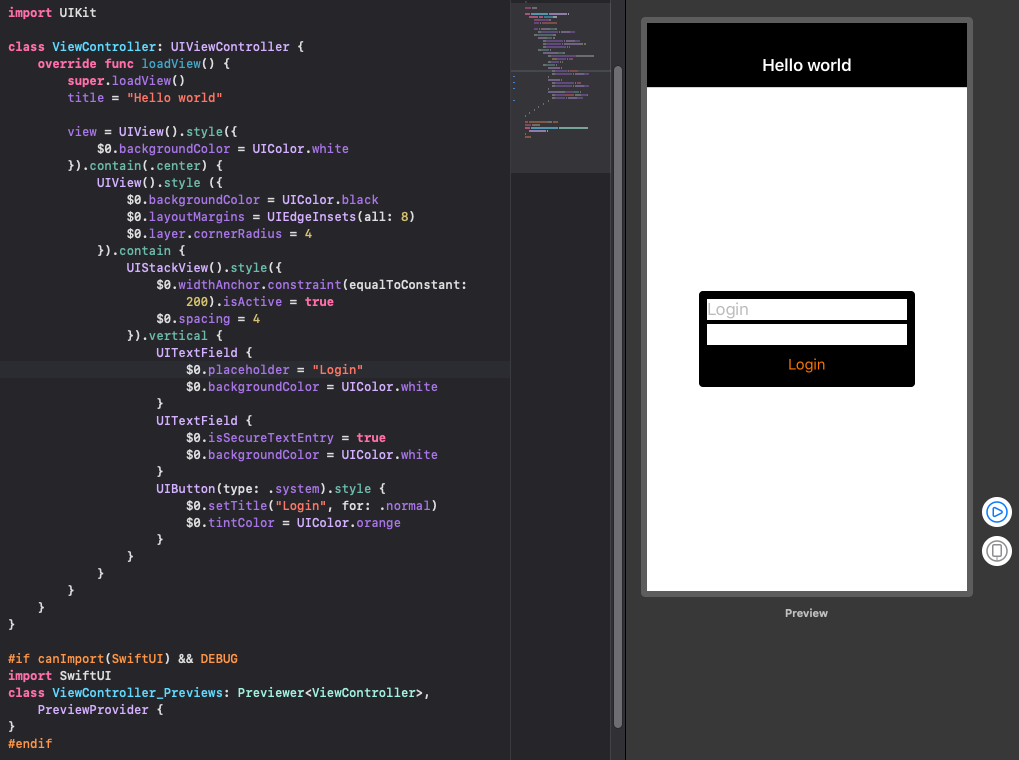 import UIKit

class ViewController: UIViewController {
    override func loadView() {
        super.loadView()
        title = "Hello world"

        view = UIView().style({
            $0.backgroundColor = UIColor.white
        }).contain(.center) {
            UIView().style ({
                $0.backgroundColor = UIColor.black
                $0.layoutMargins = UIEdgeInsets(all: 8)
                $0.layer.cornerRadius = 4
            }).contain {
                UIStackView().style({
                    $0.widthAnchor.constraint(equalToConstant:
                        200).isActive = true
                    $0.spacing = 4
                }).vertical {
                    UITextField {
                        $0.placeholder = "Login"
                        $0.backgroundColor = UIColor.white
                    }
                    UITextField {
                        $0.isSecureTextEntry = true
                        $0.backgroundColor = UIColor.white
                    }
                    UIButton(type: .system).style {
                        $0.setTitle("Login", for: .normal)
                        $0.tintColor = UIColor.orange
                    }
                }
            }
        }
    }
}

#if canImport(SwiftUI) && DEBUG
import SwiftUI
class ViewController_Previews: Previewer<ViewController>,
    PreviewProvider {
}
#endif
Hello world
Login
Login
Preview